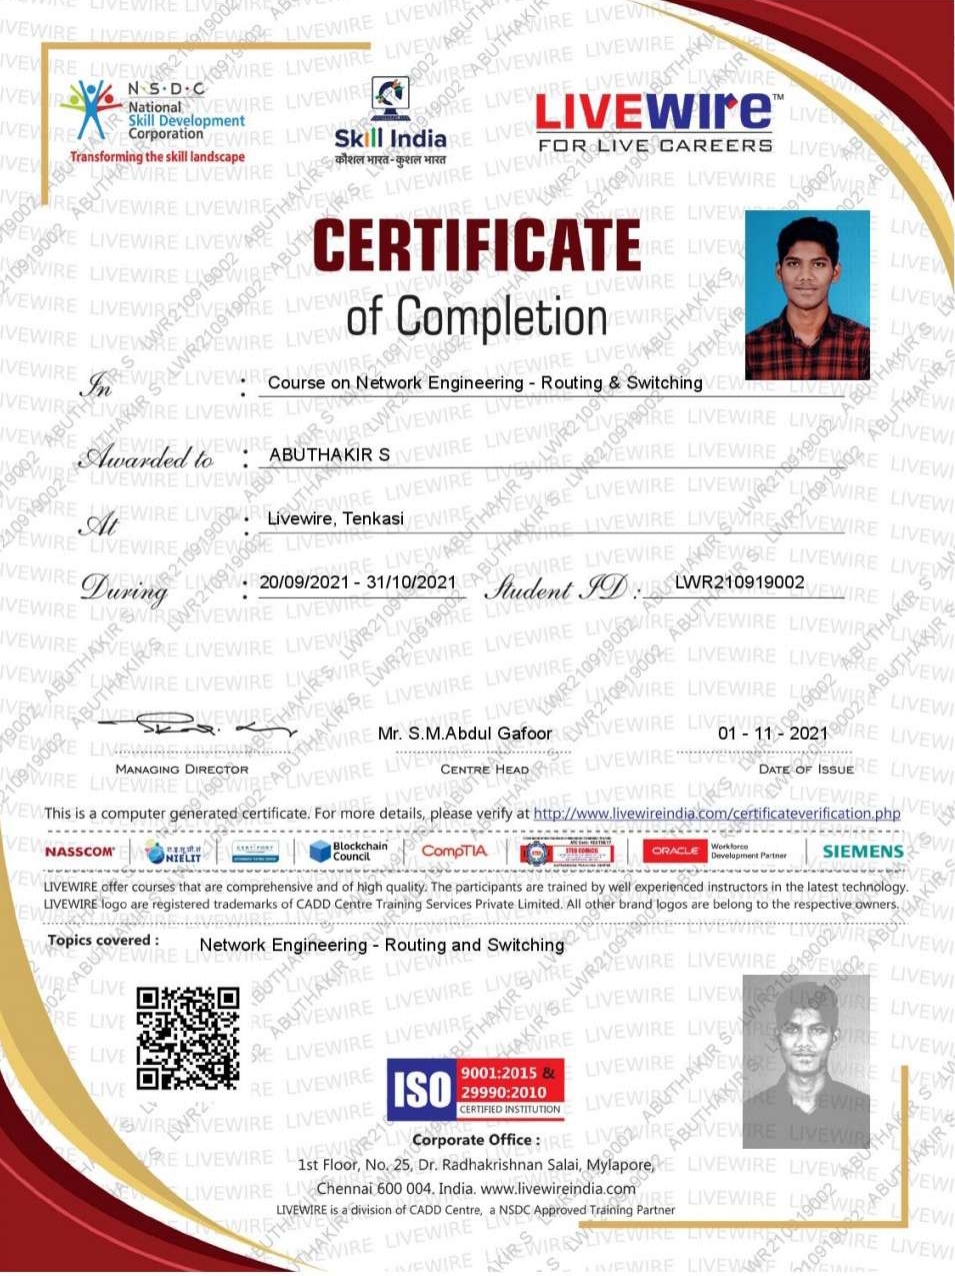 N·S·D·C
National
Skill Development
Corporation
Transforming the skill landscape
Skill India
कौशल भारत - कुशल भारत
LIVEWIRE™
FOR LIVE CAREERS
CERTIFICATE
of Completion
In : Course on Network Engineering - Routing & Switching
Awarded to : ABUTHAKIR S
At : Livewire, Tenkasi
During : 20/09/2021 - 31/10/2021 Student ID : LWR210919002
Mr. S.M.Abdul Gafoor 01 - 11 - 2021
MANAGING DIRECTOR CENTRE HEAD DATE OF ISSUE
This is a computer generated certificate. For more details, please verify at http://www.livewireindia.com/certificateverification.php
NASSCOM NIELIT CERTIPORT Blockchain Council CompTIA ORACLE Workforce Development Partner SIEMENS
LIVEWIRE offer courses that are comprehensive and of high quality. The participants are trained by well experienced instructors in the latest technology.
LIVEWIRE logo are registered trademarks of CADD Centre Training Services Private Limited. All other brand logos are belong to the respective owners.
Topics covered : Network Engineering - Routing and Switching
ISO 9001:2015 &
29990:2010
CERTIFIED INSTITUTION
Corporate Office :
1st Floor, No. 25, Dr. Radhakrishnan Salai, Mylapore,
Chennai 600 004. India. www.livewireindia.com
LIVEWIRE is a division of CADD Centre, a NSDC Approved Training Partner